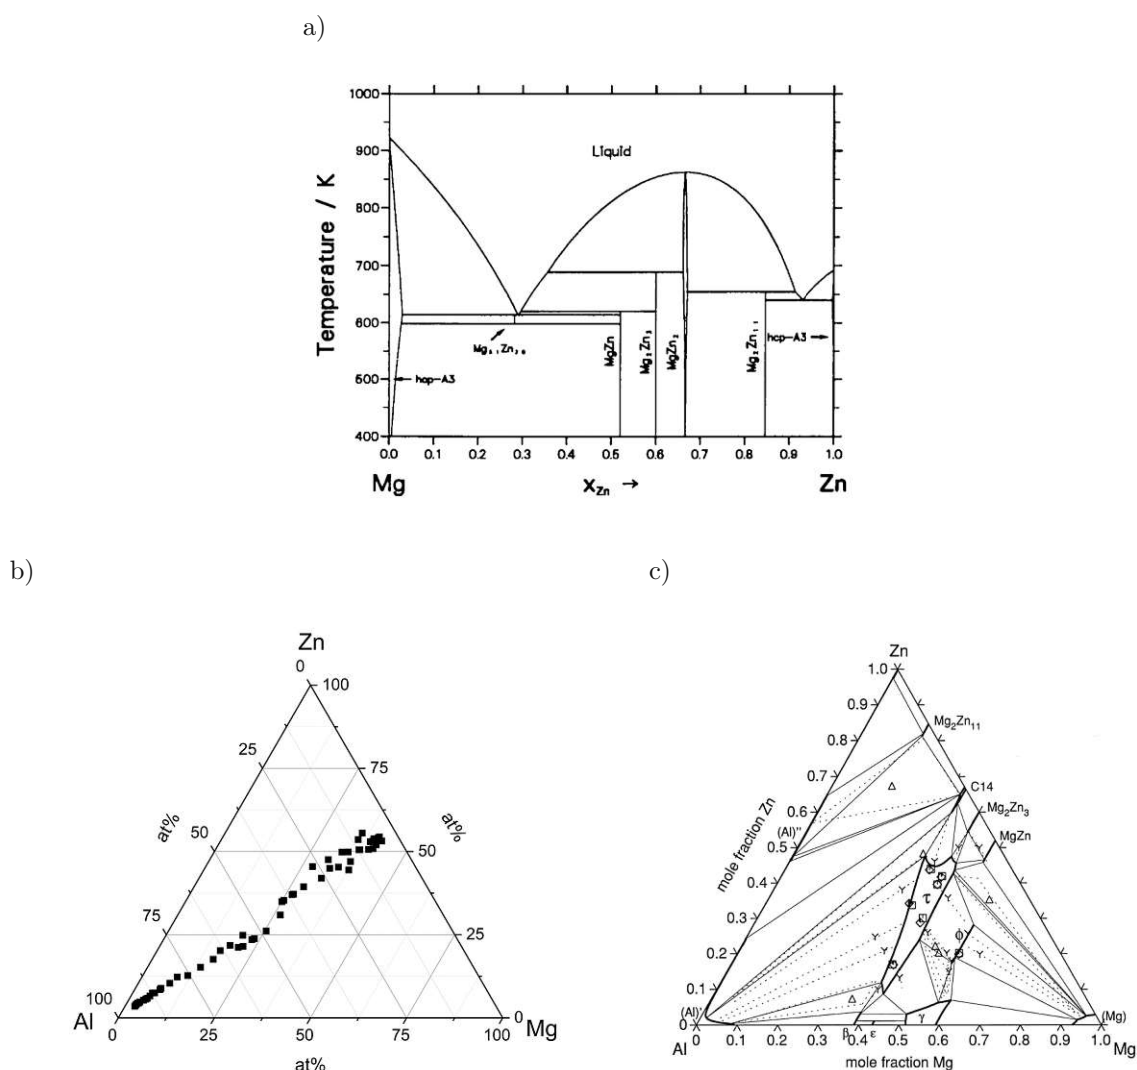 a)
1000
900
800
700
600
500
400
Temperature / K
Liquid
Mg₅₁Zn₂₀
MgZn
Mg₂Zn₃
MgZn₂
Mg₂Zn₁₁
hcp-A3 →
← hcp-A3
0.0 0.1 0.2 0.3 0.4 0.5 0.6 0.7 0.8 0.9 1.0
Mg xZn → Zn
b)
Zn
0
100
25
75
at%
at%
50
50
75
25
100
0
Al
Mg
0 25 50 75 100
at%
c)
Zn
1.0
0.9
Mg₂Zn₁₁
0.8
0.7
C14
0.6
Mg₂Zn₃
mole fraction Zn
(Al)''
MgZn
0.5
0.4
τ
0.3
ϕ
0.2
0.1
(Al)'
(Mg)
γ
0
β ε
0 0.1 0.2 0.3 0.4 0.5 0.6 0.7 0.8 0.9 1.0
Al mole fraction Mg Mg